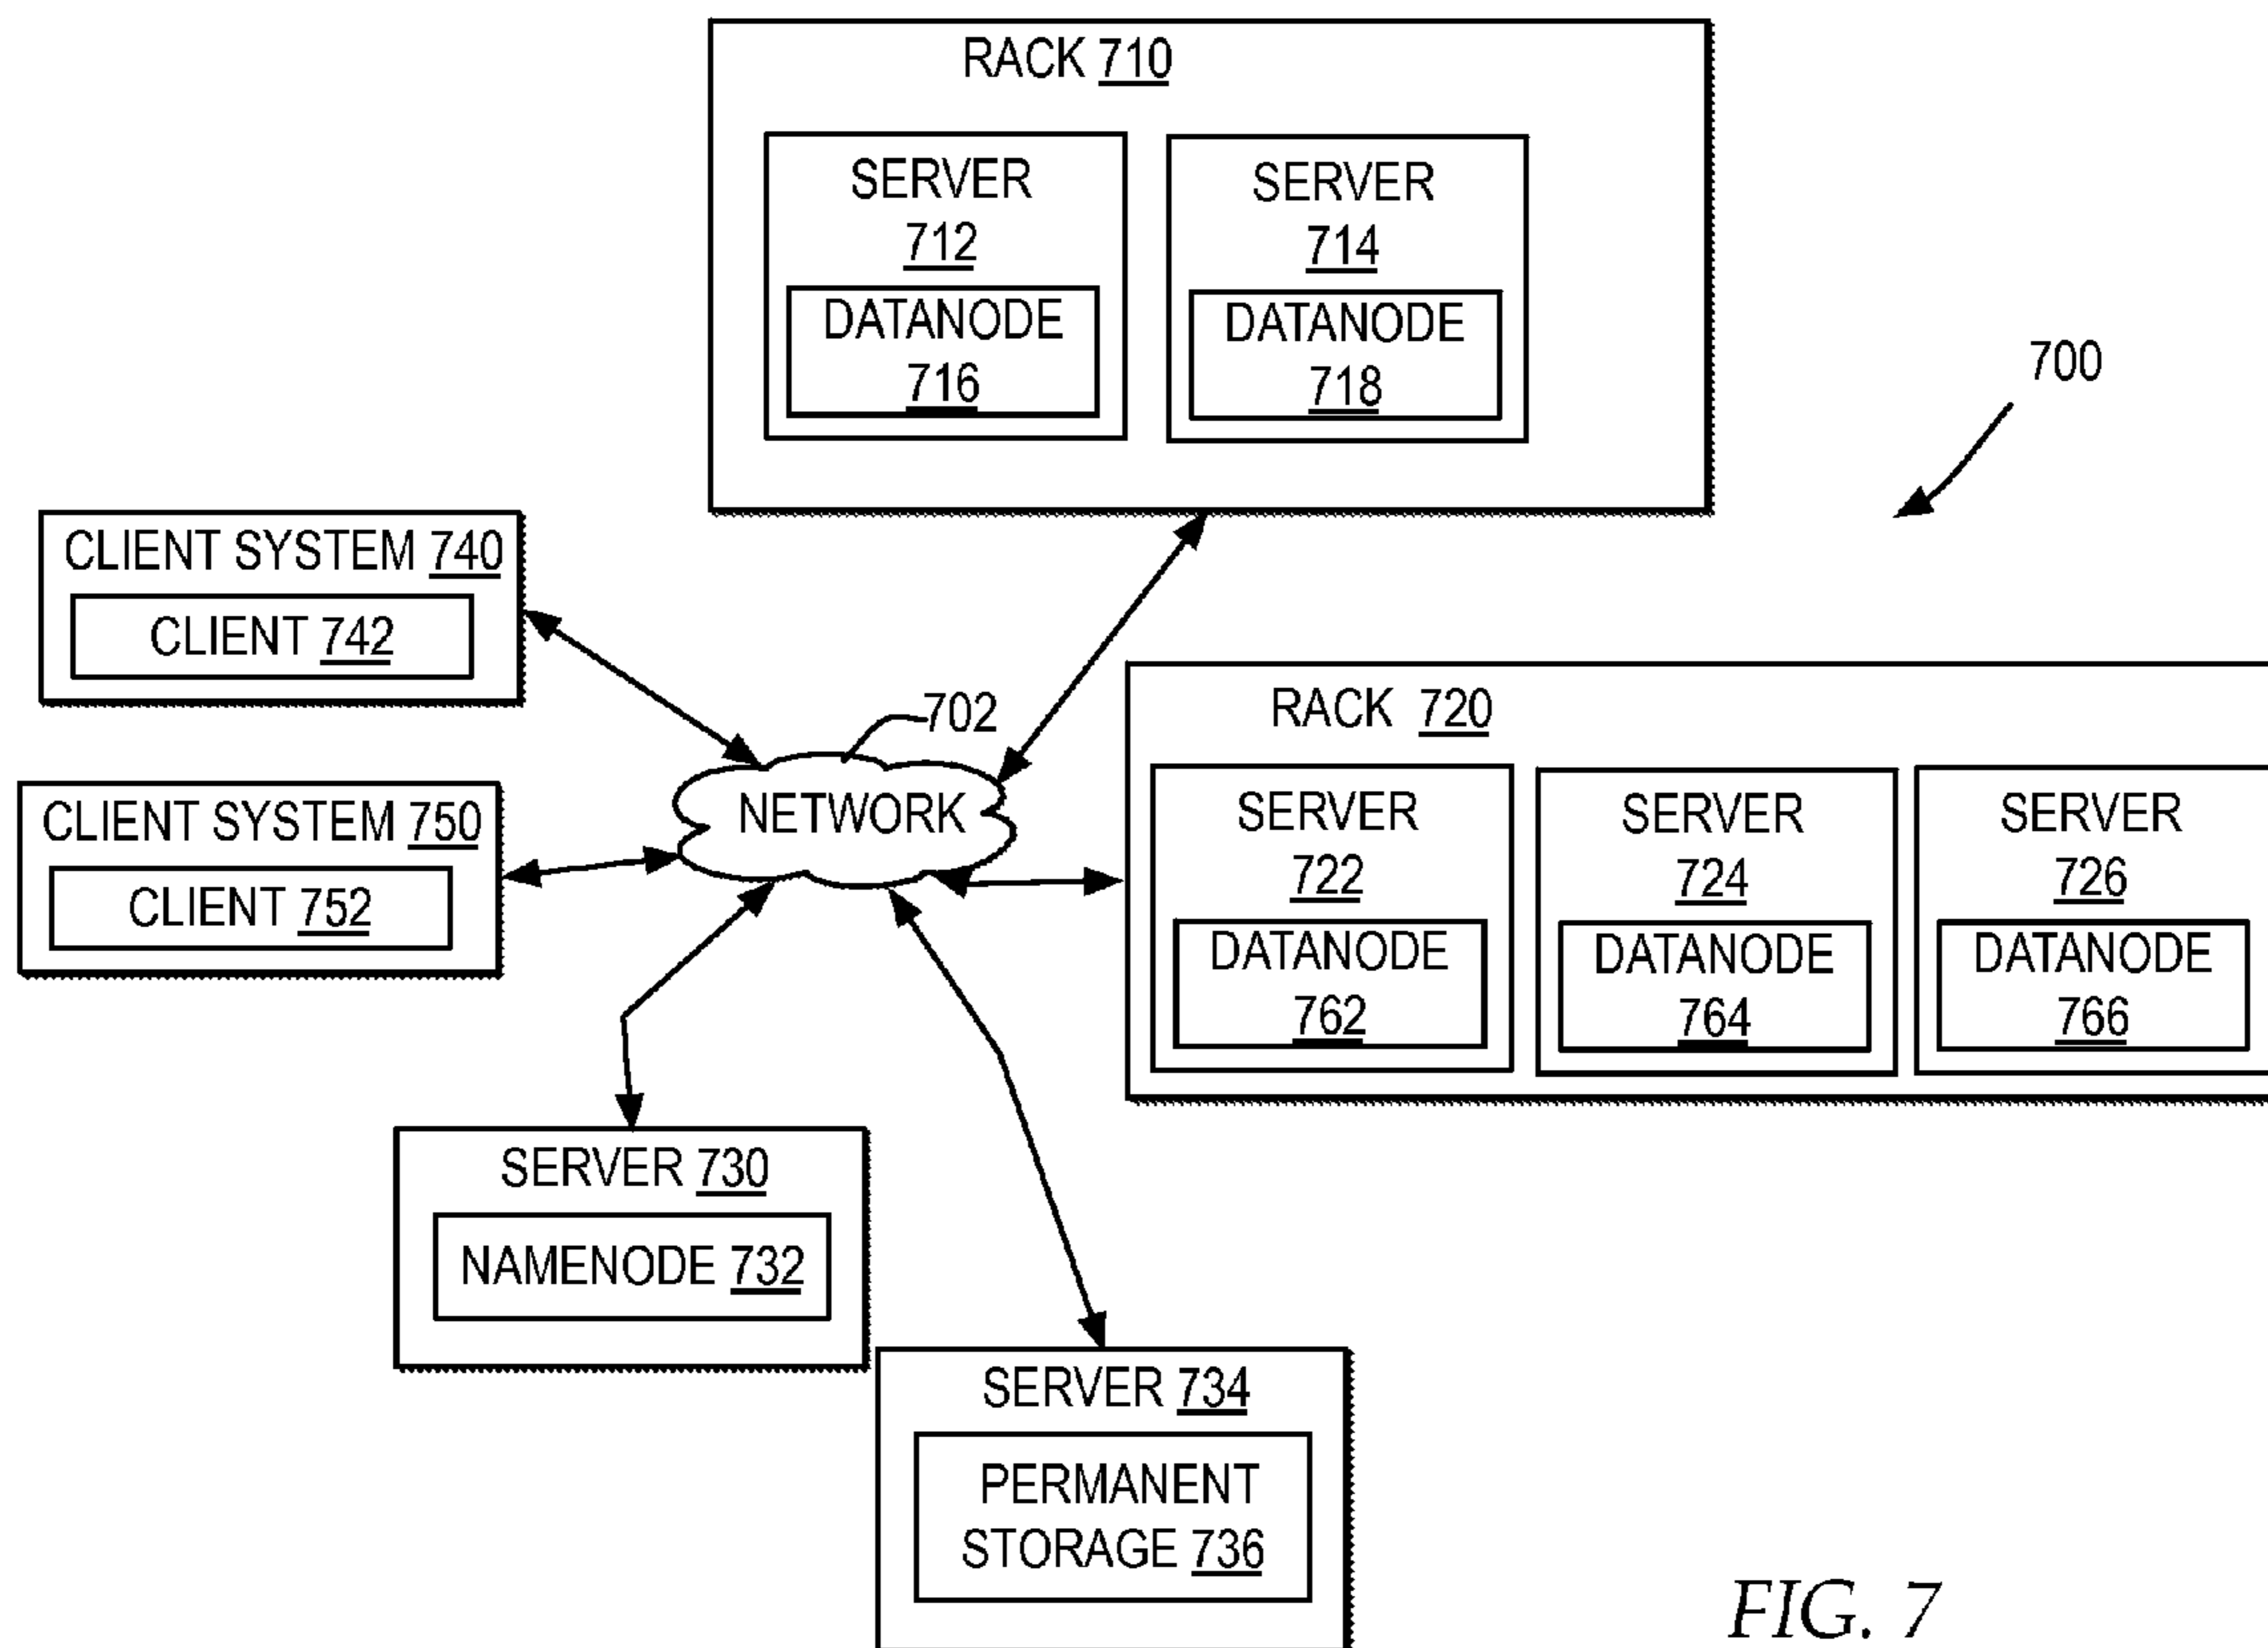 RACK 710
SERVER
712
DATANODE
716
SERVER
714
DATANODE
718
700
CLIENT SYSTEM 740
CLIENT 742
702
NETWORK
CLIENT SYSTEM 750
CLIENT 752
RACK 720
SERVER
722
DATANODE
762
SERVER
724
DATANODE
764
SERVER
726
DATANODE
766
SERVER 730
NAMENODE 732
SERVER 734
PERMANENT
STORAGE 736
FIG. 7